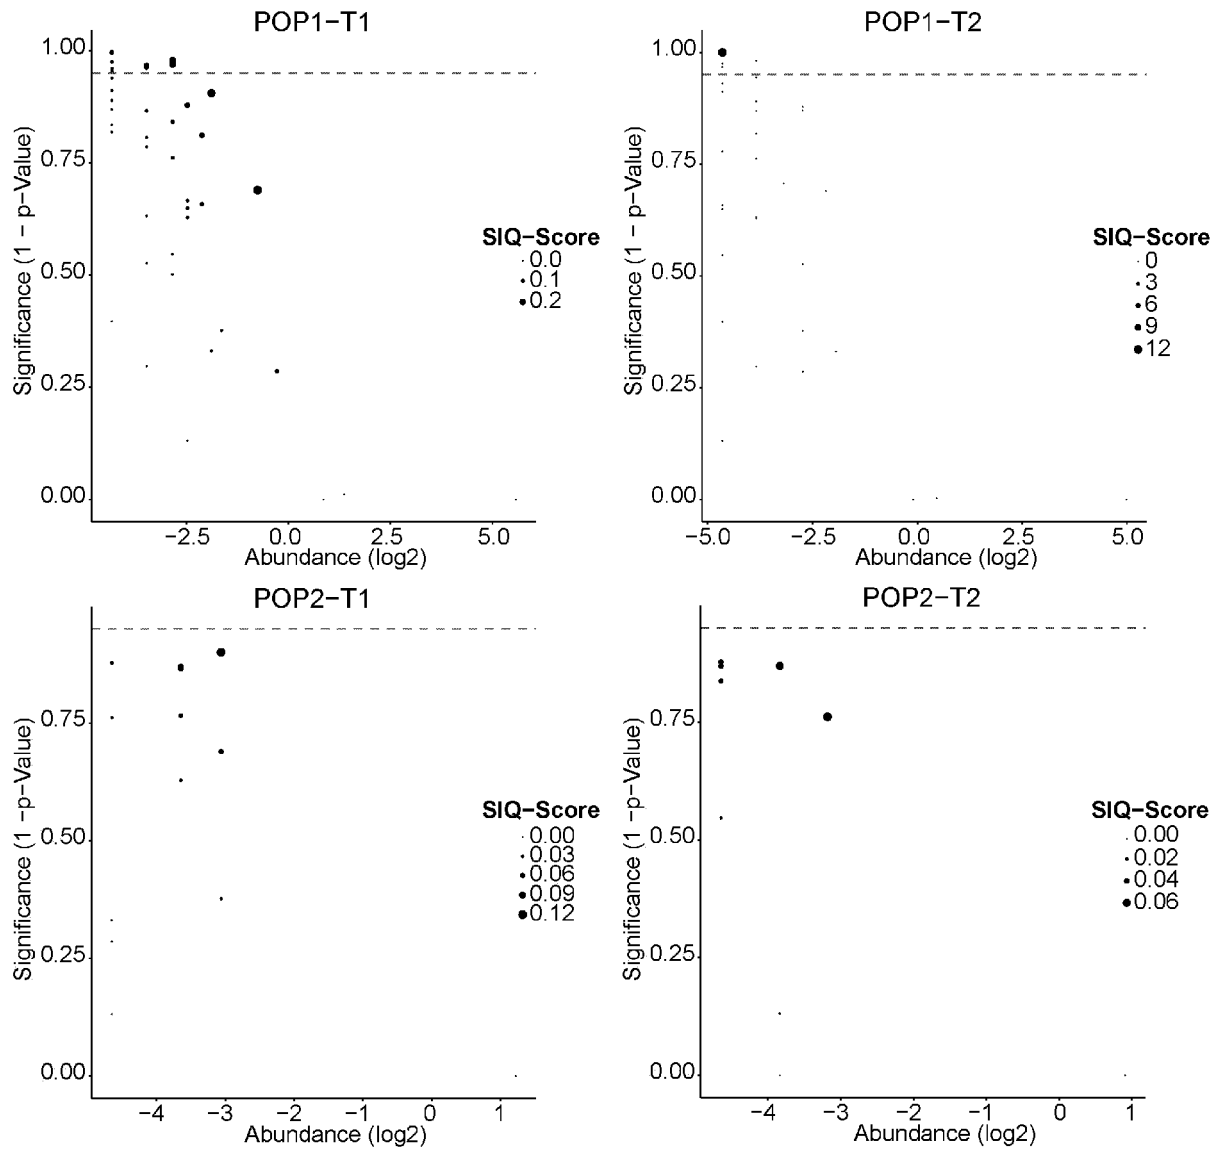 POP1−T1
1.00
0.75
0.50
0.25
0.00
Significance (1 − p-Value)
−2.5 0.0 2.5 5.0
Abundance (log2)
SIQ−Score
0.0
0.1
0.2
POP1−T2
1.00
0.75
0.50
0.25
0.00
Significance (1 − p-Value)
−5.0 −2.5 0.0 2.5 5.0
Abundance (log2)
SIQ−Score
0
3
6
9
12
POP2−T1
0.75
0.50
0.25
0.00
Significance (1 −p-Value)
−4 −3 −2 −1 0 1
Abundance (log2)
SIQ−Score
0.00
0.03
0.06
0.09
0.12
POP2−T2
0.75
0.50
0.25
0.00
Significance (1 −p-Value)
−4 −3 −2 −1 0 1
Abundance (log2)
SIQ−Score
0.00
0.02
0.04
0.06